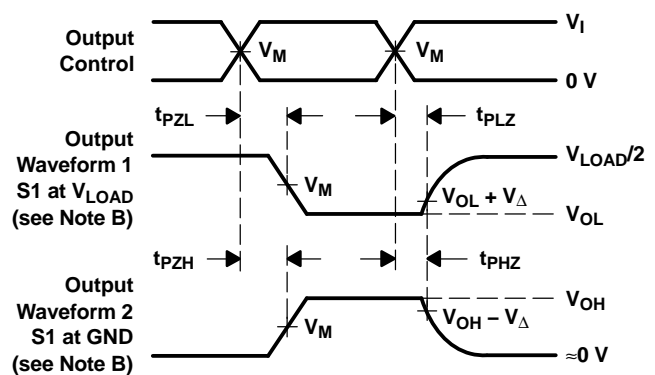 Output
Control
V_M
V_M
V_I
0 V
t_PZL
t_PLZ
Output
Waveform 1
S1 at V_LOAD
(see Note B)
V_M
V_LOAD/2
V_OL + V_Δ
V_OL
t_PZH
t_PHZ
Output
Waveform 2
S1 at GND
(see Note B)
V_M
V_OH
V_OH − V_Δ
≈0 V